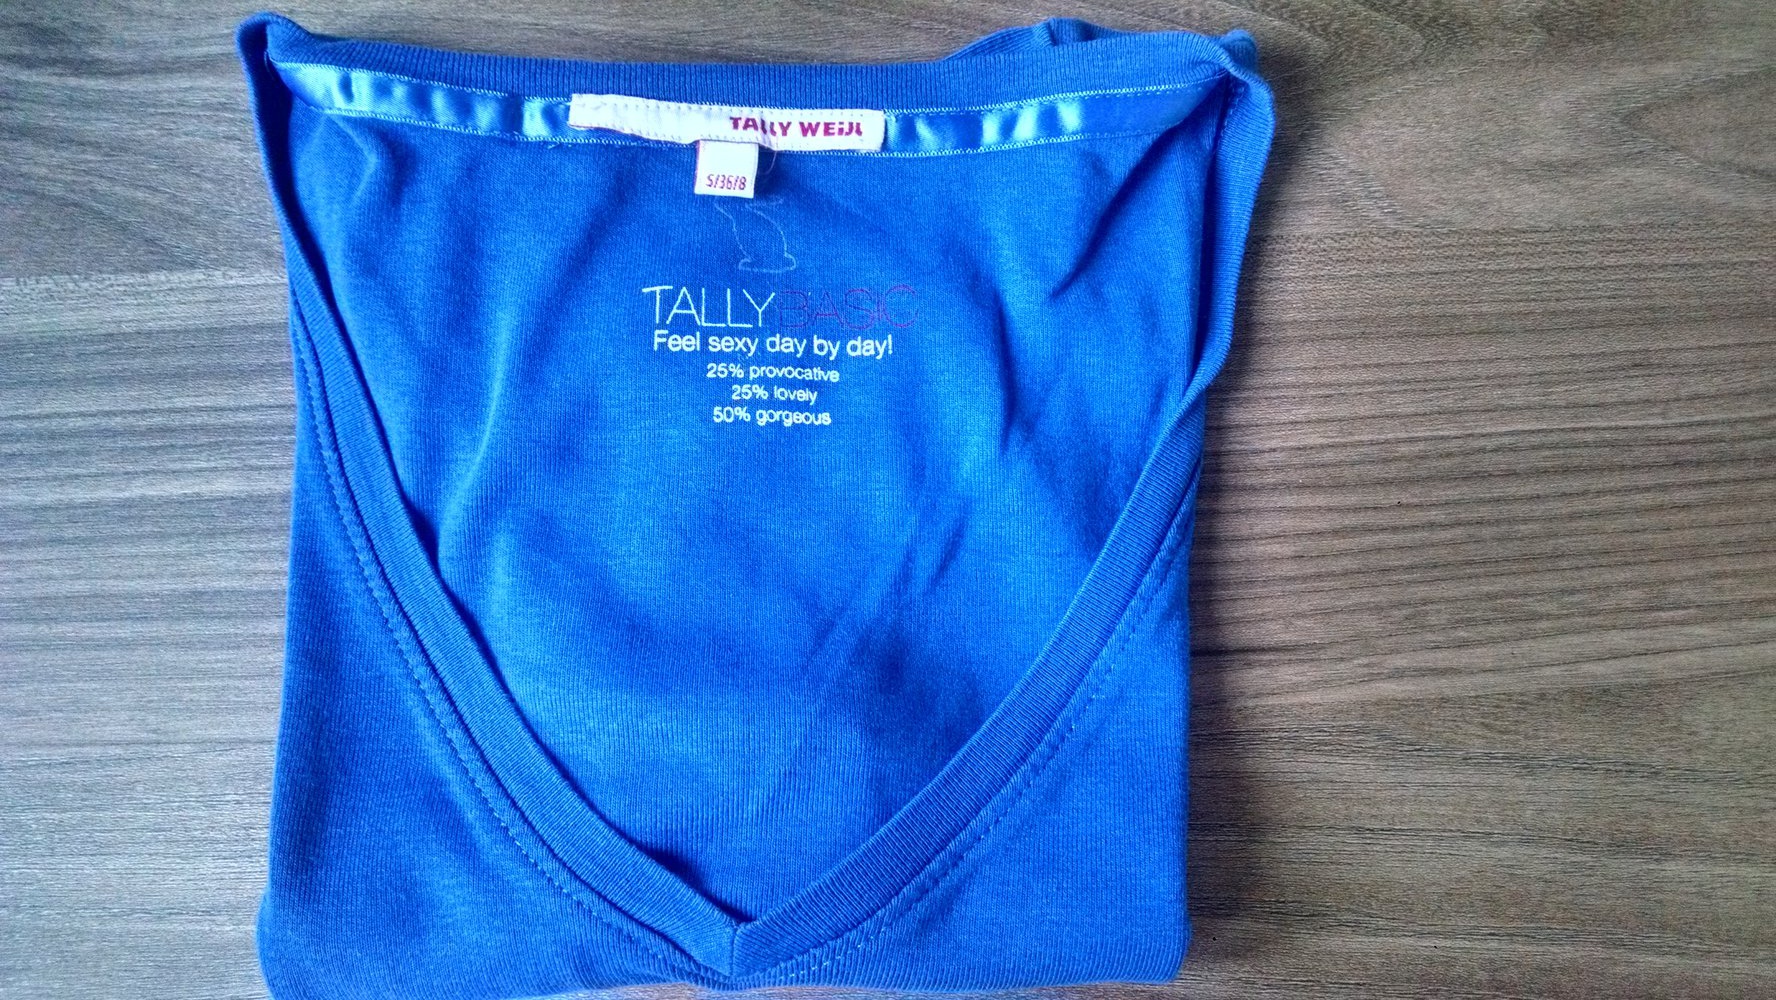 TALLY WEiJL
S/36/8
TALLYBASIC
Feel sexy day by day!
25% provocative
25% lovely
50% gorgeous